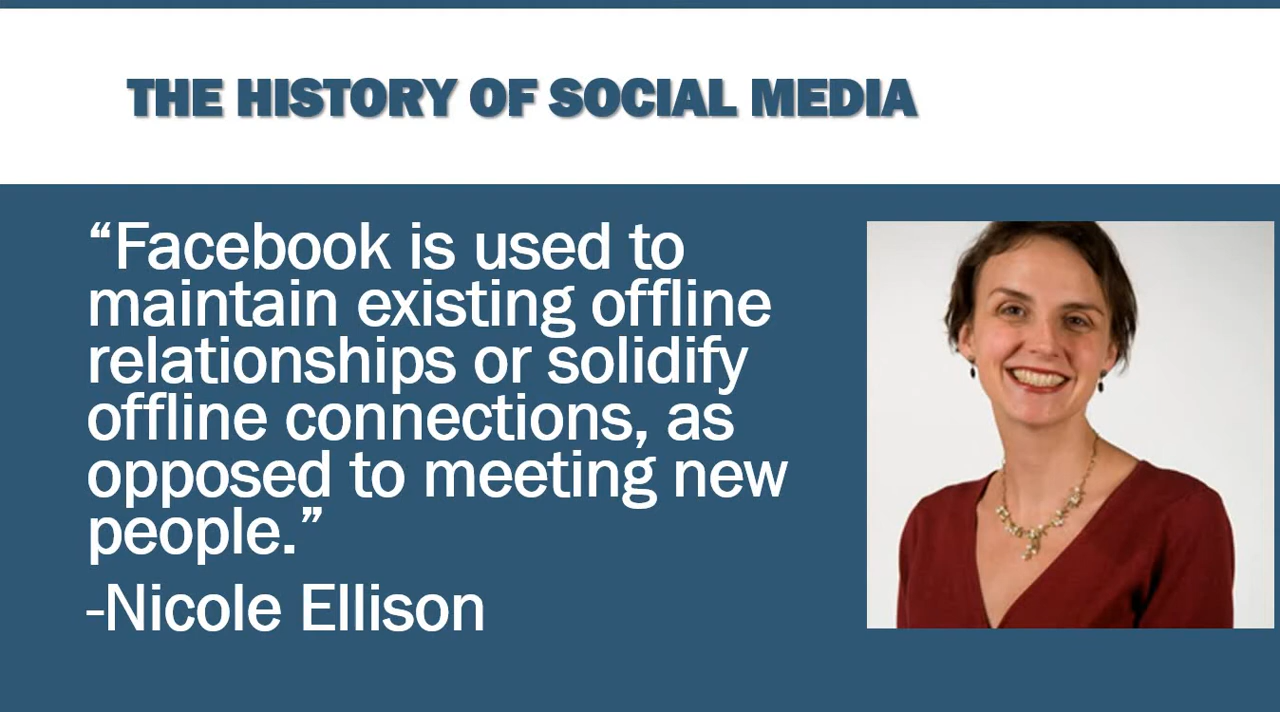 THE HISTORY OF SOCIAL MEDIA
“Facebook is used to
maintain existing offline
relationships or solidify
offline connections, as
opposed to meeting new
people.”
-Nicole Ellison